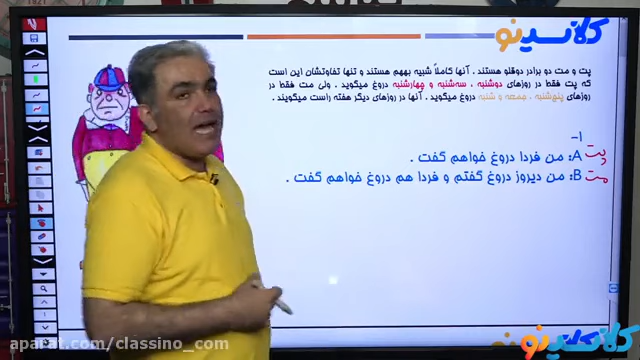 کلاسینو
پت و مت دو برادر دوقلو هستند . آنها کاملاً شبیه بههم هستند و تنها تفاوتشان این است
که پت فقط در روزهای دوشنبه ، سه‌شنبه و چهارشنبه دروغ میگوید . ولی مت فقط در
روزهای پنج‌شنبه ، جمعه و شنبه دروغ میگوید . آنها در روزهای دیگر هفته راست میگویند .
۱-
پت A: من فردا دروغ خواهم گفت .
مت B: من دیروز دروغ گفتم و فردا هم دروغ خواهم گفت .
aparat.com/classino_com
کلاسینو